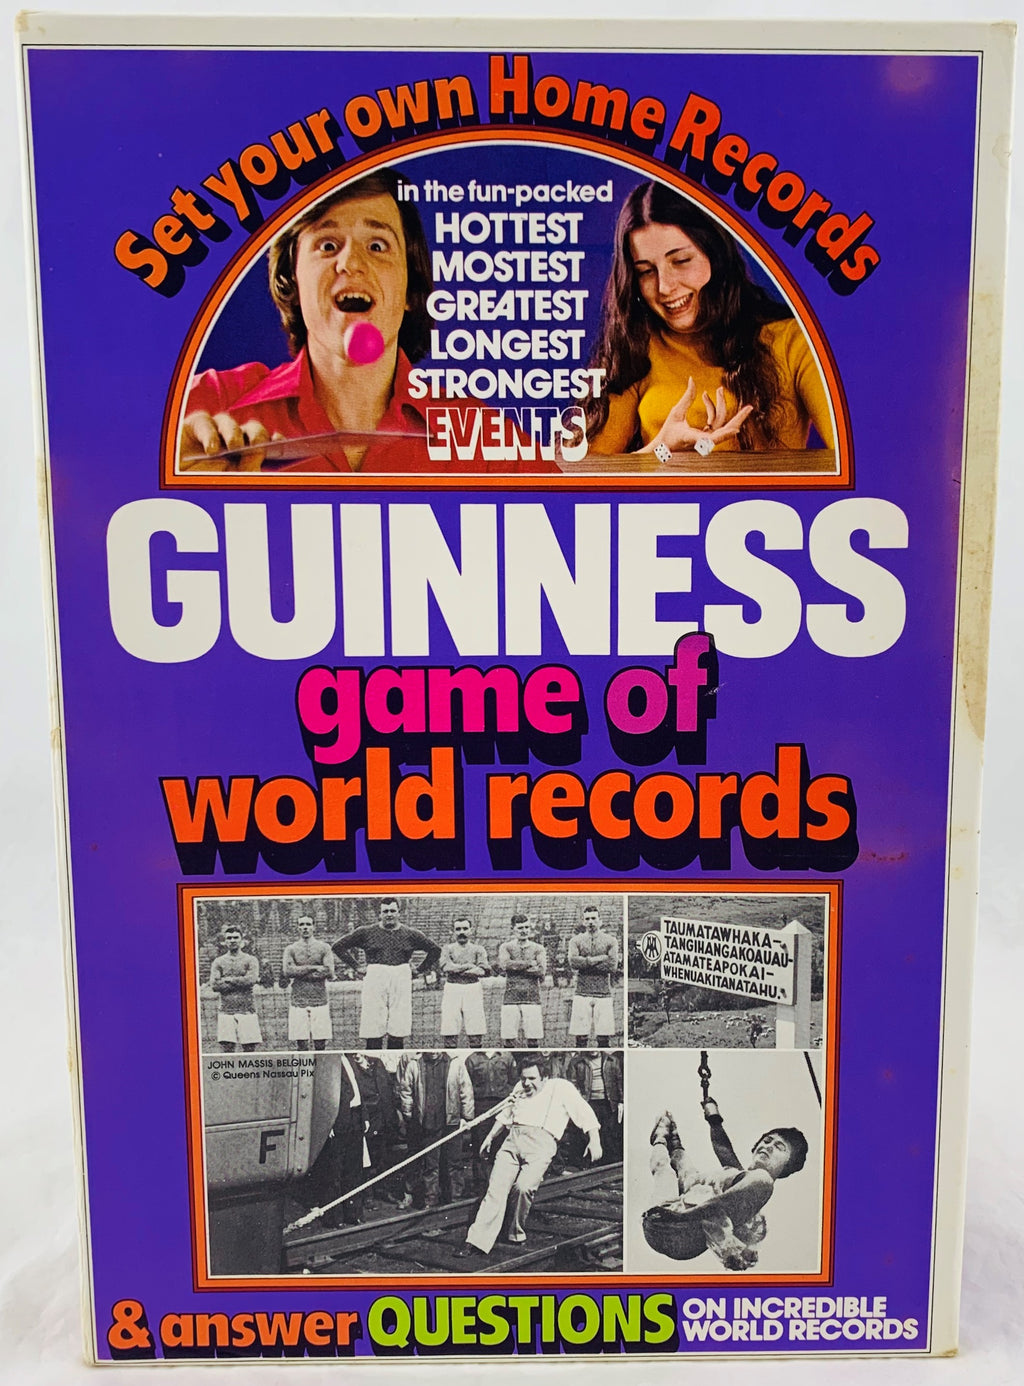 Set your own Home Records
in the fun-packed
HOTTEST
MOSTEST
GREATEST
LONGEST
STRONGEST
EVENTS
GUINNESS
game of
world records
TAUMATAWHAKA-
TANGIHANGAKOAUAU-
ATAMATEAPOKAI-
WHENUAKITANATAHU.
JOHN MASSIS BELGIUM
© Queens Nassau Pix
F
& answer QUESTIONS ON INCREDIBLE
WORLD RECORDS